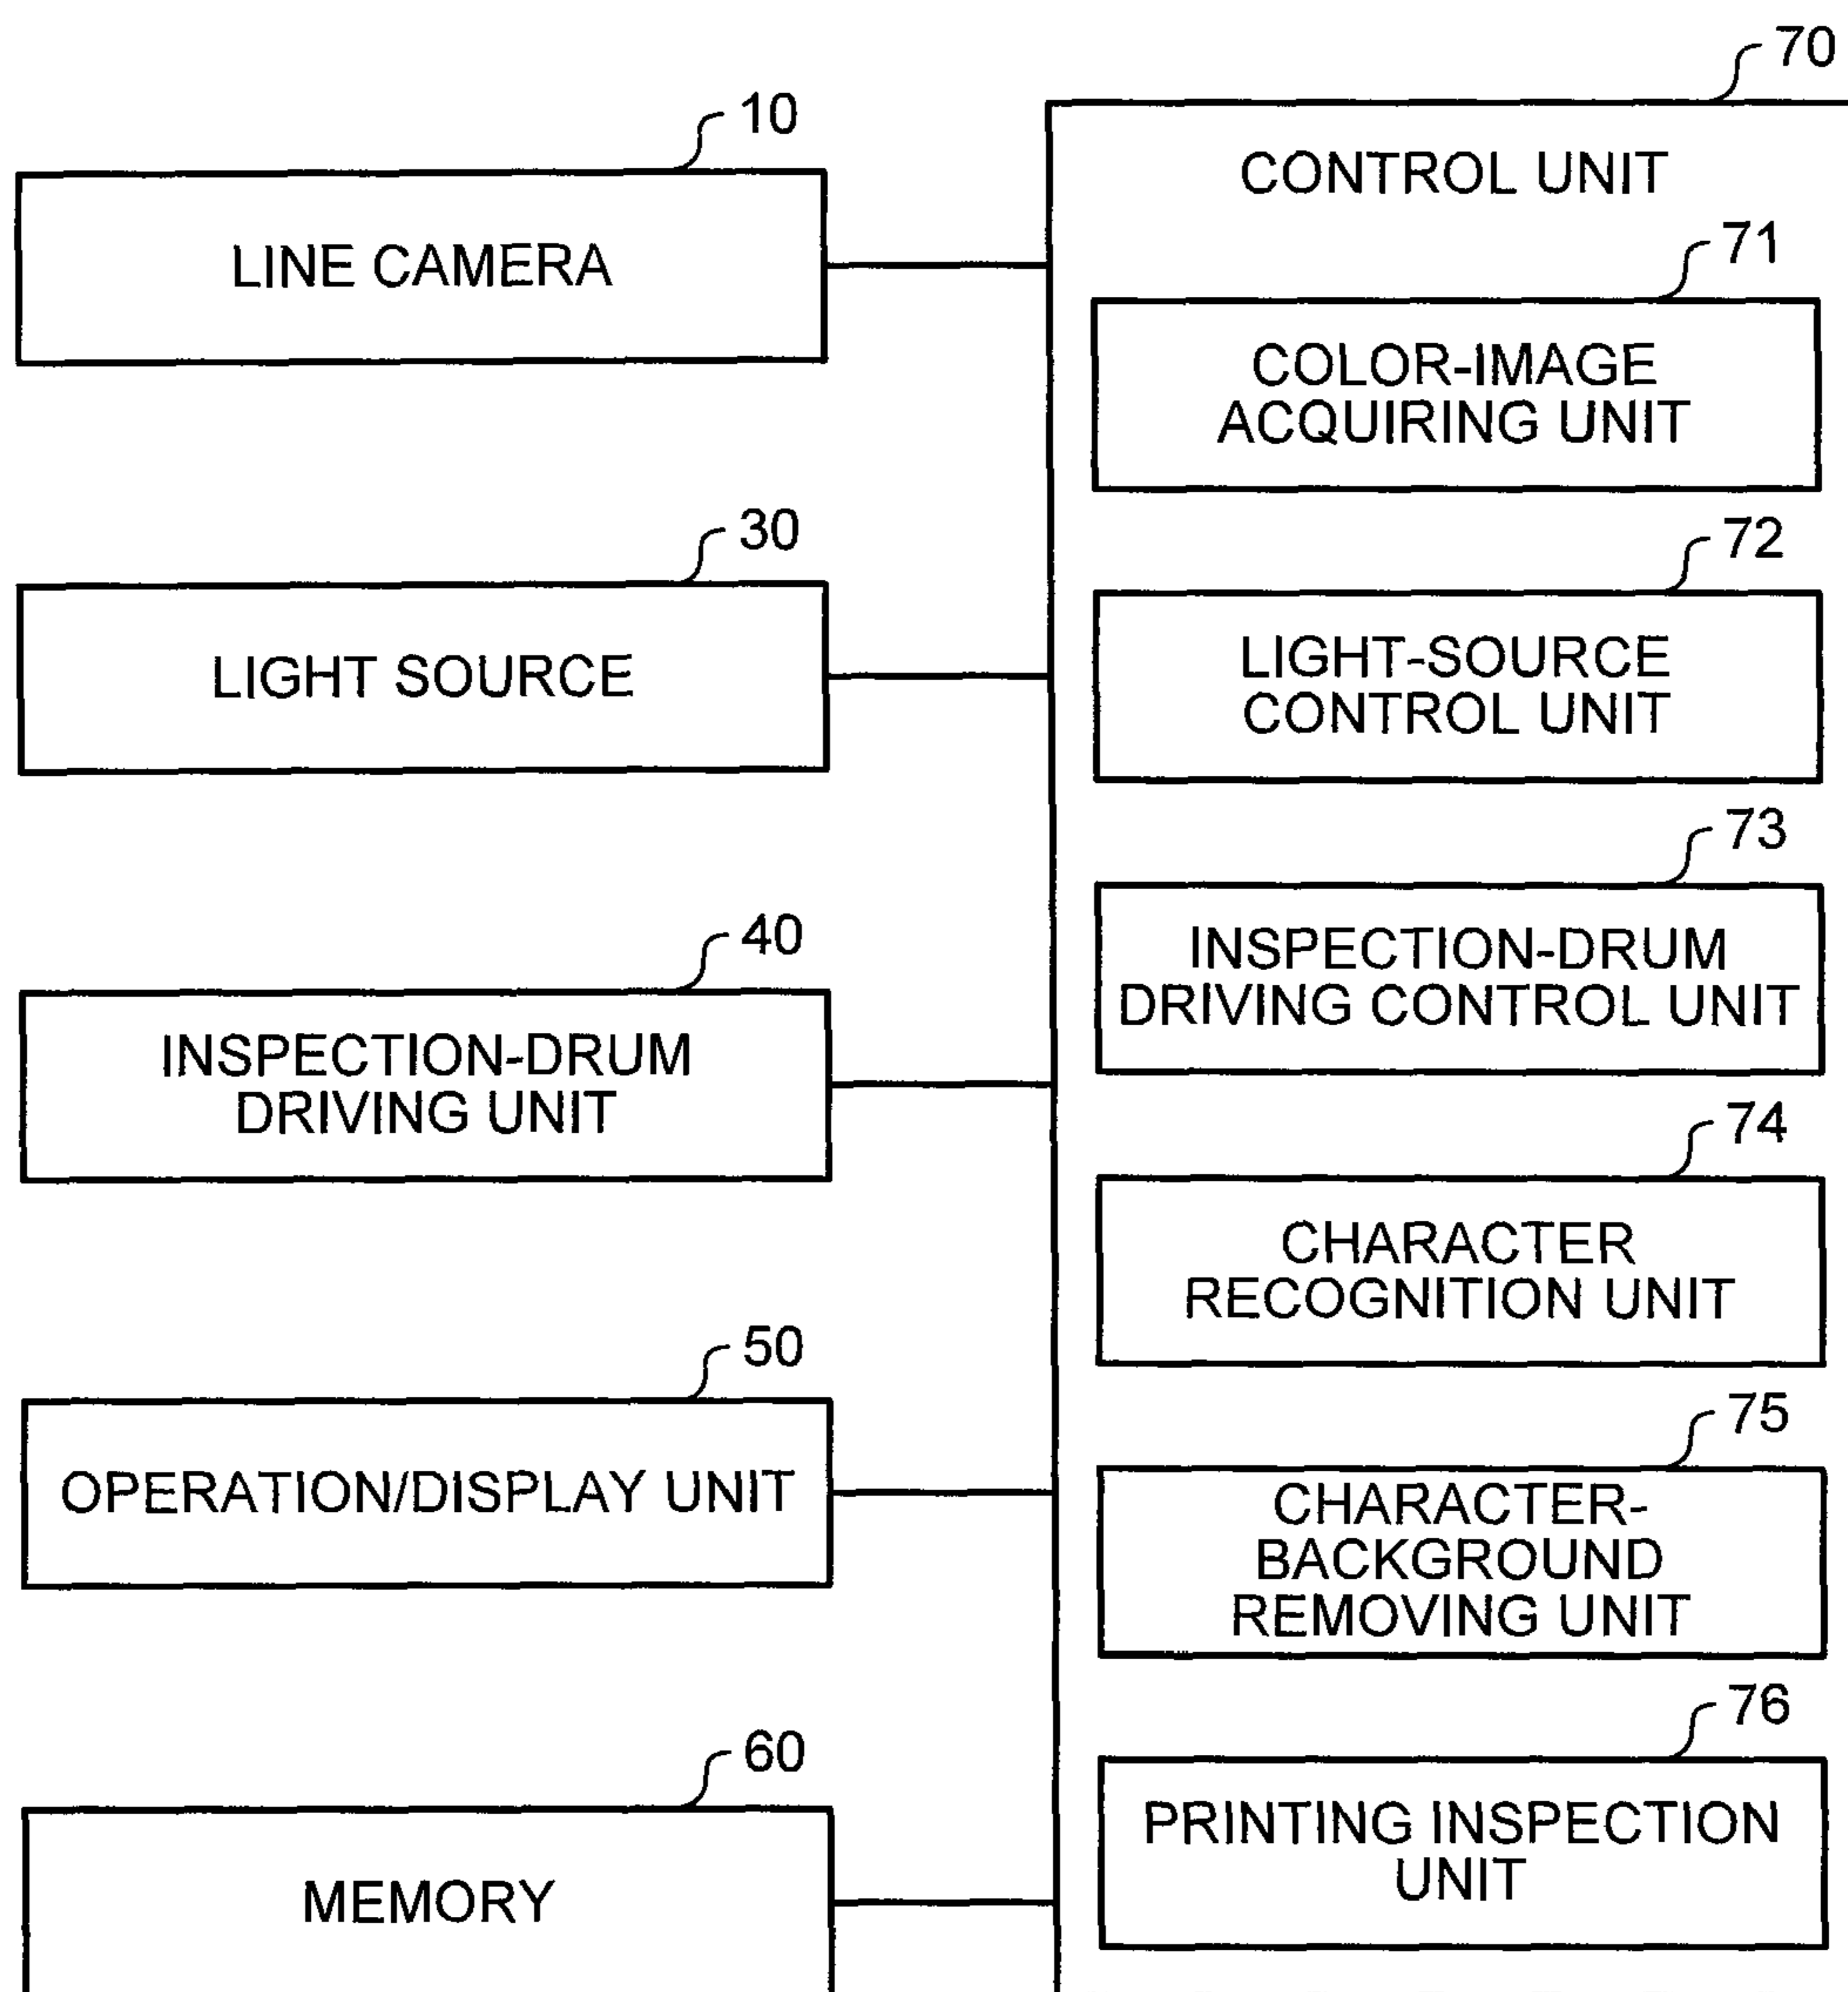 10
LINE CAMERA
30
LIGHT SOURCE
40
INSPECTION-DRUM
DRIVING UNIT
50
OPERATION/DISPLAY UNIT
60
MEMORY
70
CONTROL UNIT
71
COLOR-IMAGE
ACQUIRING UNIT
72
LIGHT-SOURCE
CONTROL UNIT
73
INSPECTION-DRUM
DRIVING CONTROL UNIT
74
CHARACTER
RECOGNITION UNIT
75
CHARACTER-
BACKGROUND
REMOVING UNIT
76
PRINTING INSPECTION
UNIT